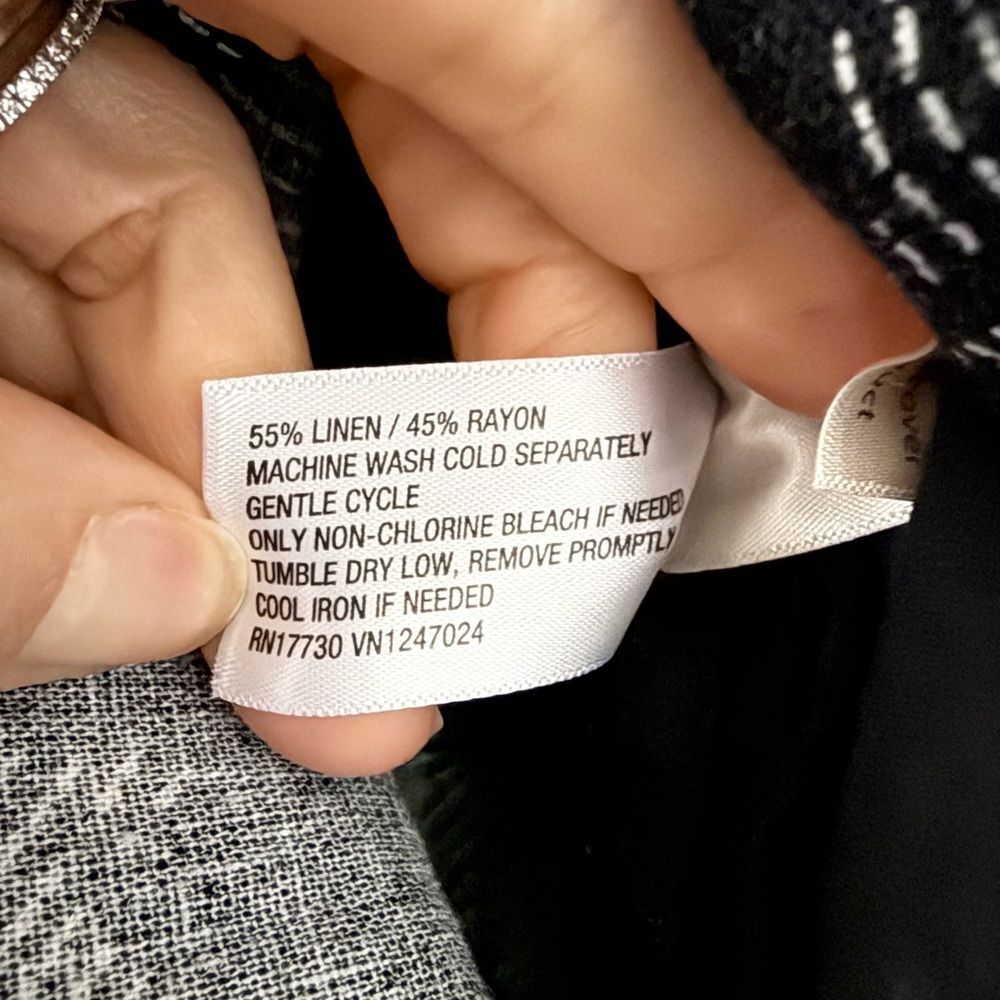 55% LINEN / 45% RAYON
MACHINE WASH COLD SEPARATELY
GENTLE CYCLE
ONLY NON-CHLORINE BLEACH IF NEEDED
TUMBLE DRY LOW, REMOVE PROMPTLY
COOL IRON IF NEEDED
RN17730 VN1247024